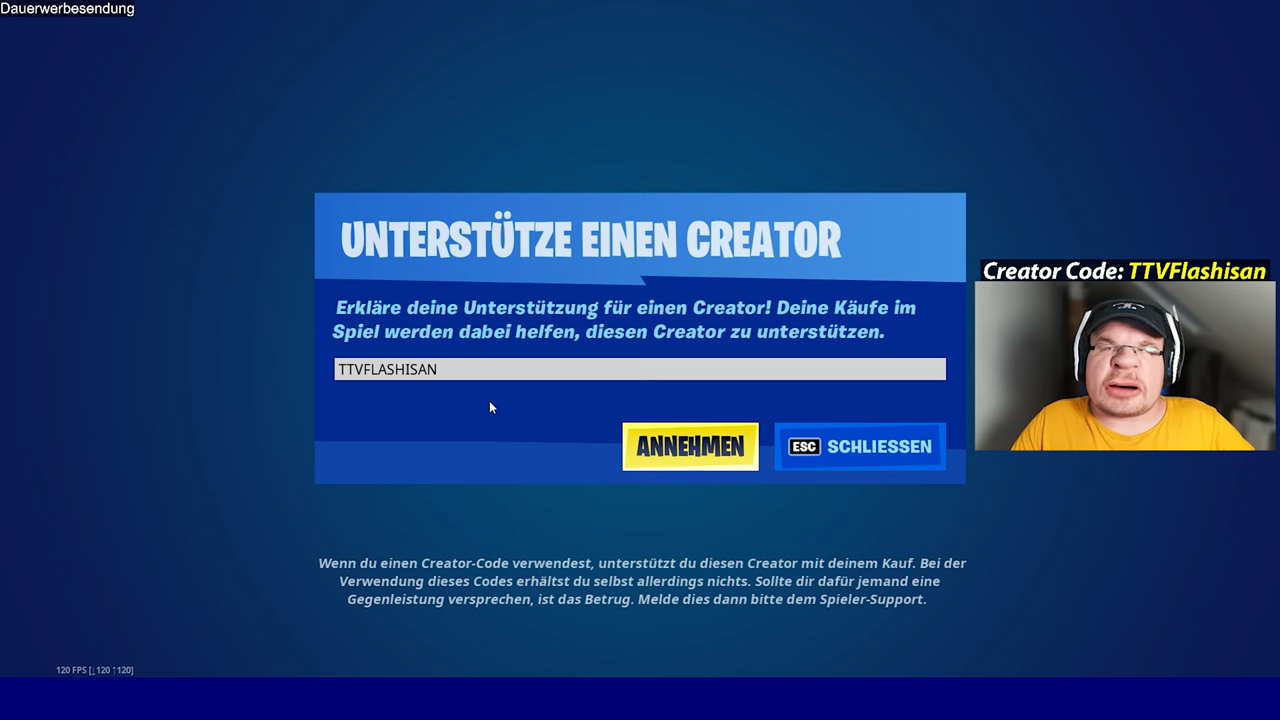 Dauerwerbesendung
UNTERSTÜTZE EINEN CREATOR
Erkläre deine Unterstützung für einen Creator! Deine Käufe im
Spiel werden dabei helfen, diesen Creator zu unterstützen.
TTVFLASHISAN
ANNEHMEN
ESC SCHLIESSEN
Creator Code: TTVFlashisan
Wenn du einen Creator-Code verwendest, unterstützt du diesen Creator mit deinem Kauf. Bei der
Verwendung dieses Codes erhältst du selbst allerdings nichts. Sollte dir dafür jemand eine
Gegenleistung versprechen, ist das Betrug. Melde dies dann bitte dem Spieler-Support.
120 FPS [↓120 ↑120]